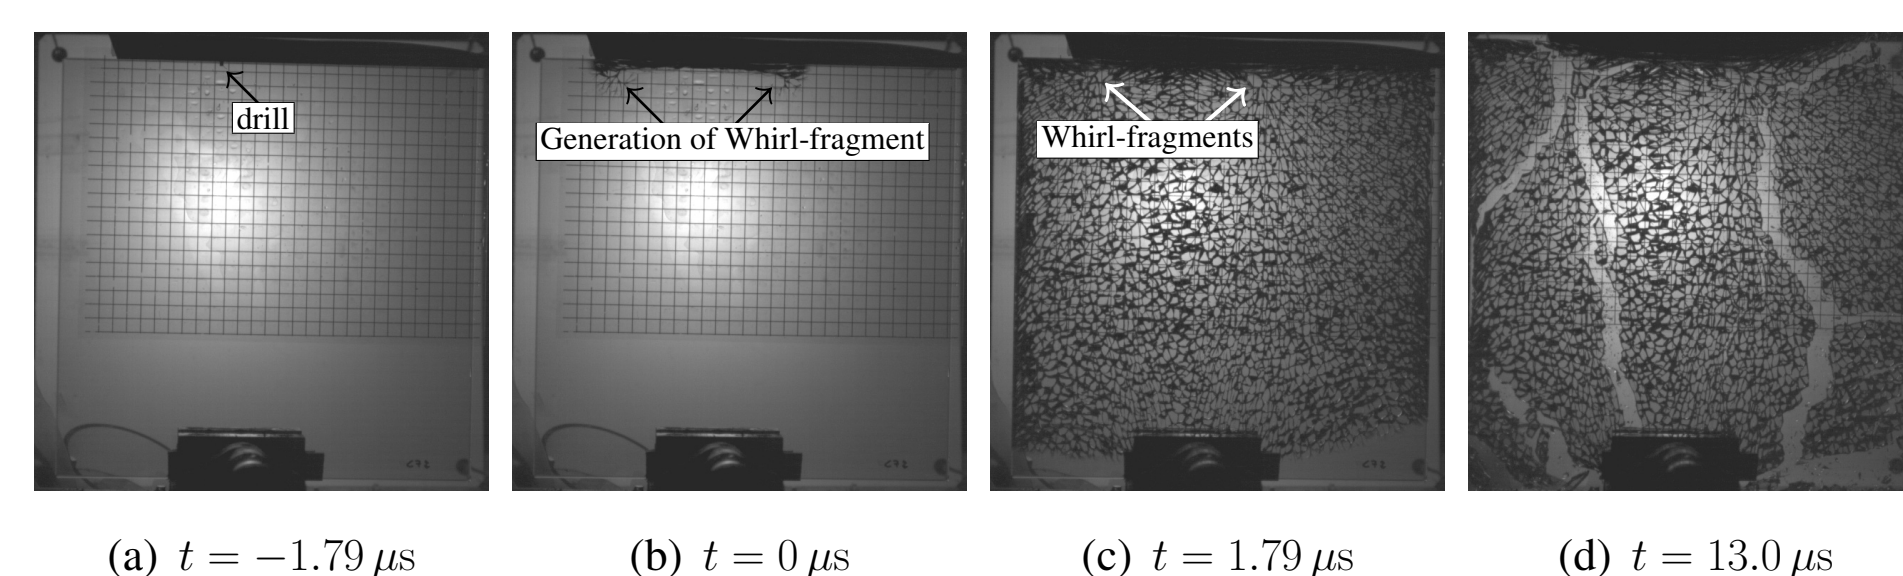 drill
Generation of Whirl-fragment
Whirl-fragments
(a) t = −1.79 µs
(b) t = 0 µs
(c) t = 1.79 µs
(d) t = 13.0 µs